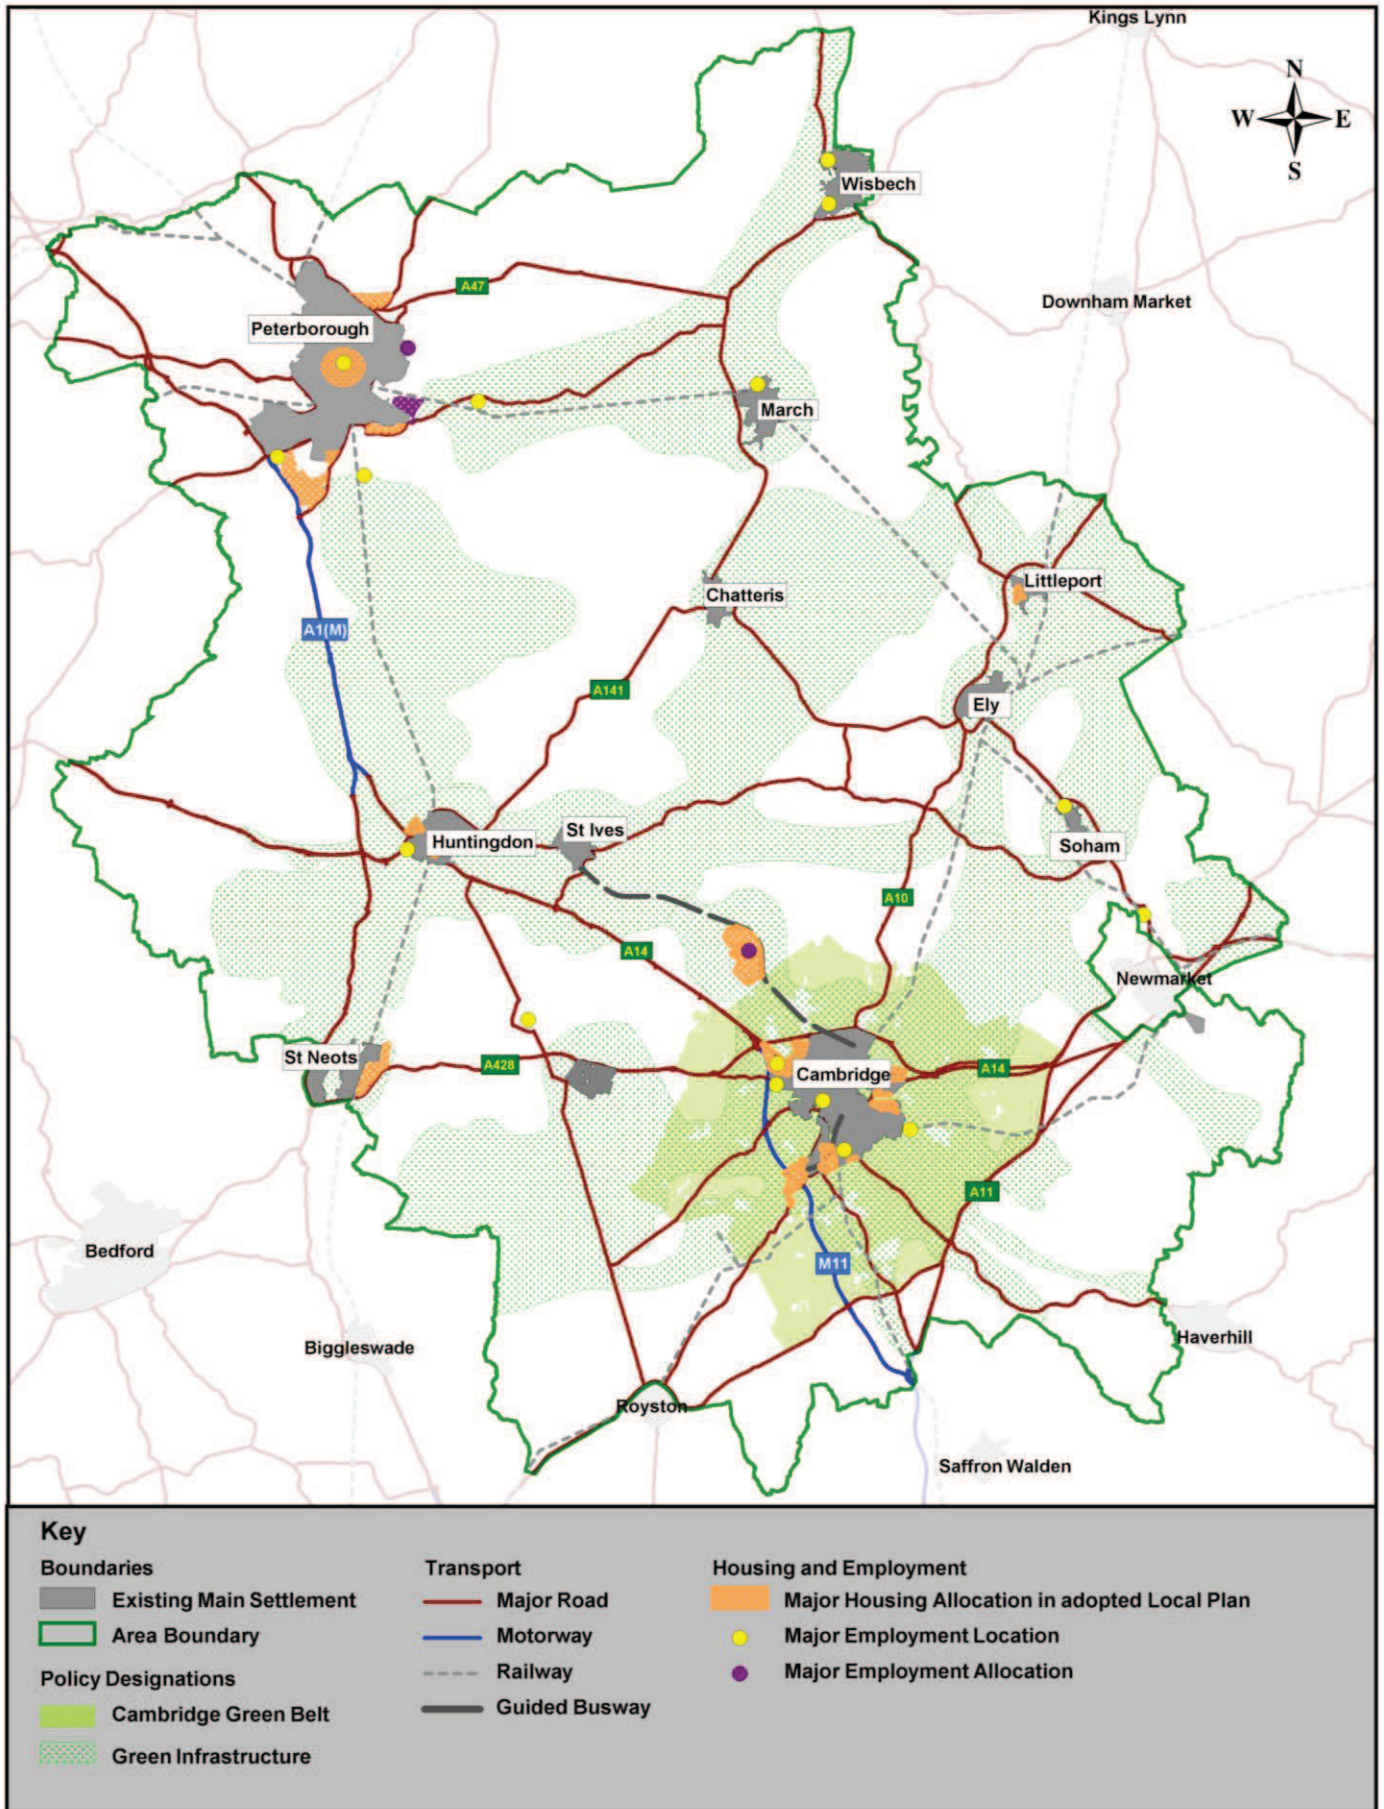 Kings Lynn
N
W E
S
Wisbech
A47
Downham Market
Peterborough
March
Littleport
Chatteris
A1(M)
A141
Ely
St Ives
Huntingdon
Soham
A10
A14
Newmarket
St Neots
A428
Cambridge
A14
A11
Bedford
M11
Haverhill
Biggleswade
Royston
Saffron Walden
Key
Boundaries
Existing Main Settlement
Area Boundary
Policy Designations
Cambridge Green Belt
Green Infrastructure
Transport
Major Road
Motorway
Railway
Guided Busway
Housing and Employment
Major Housing Allocation in adopted Local Plan
Major Employment Location
Major Employment Allocation